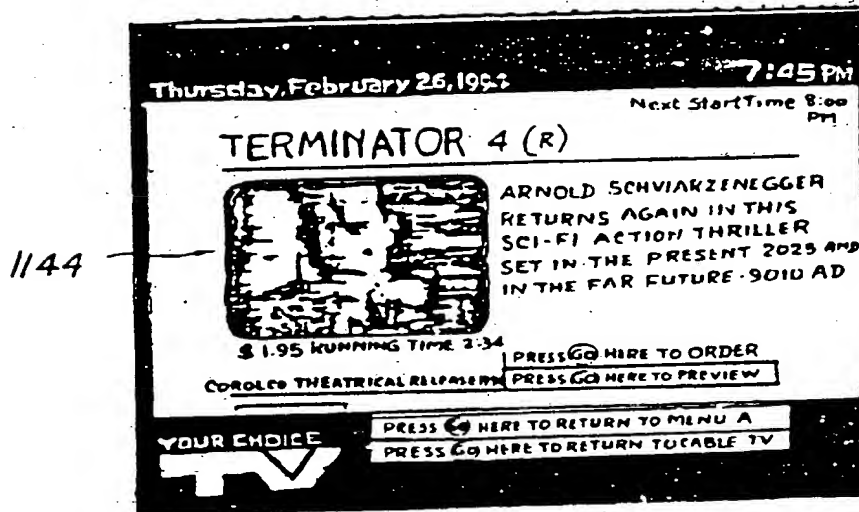 Thursday, February 26, 7:45 PM
Next Start Time 8:00 PM
TERMINATOR 4 (R)
ARNOLD SCHVIARZENEGGER
RETURNS AGAIN IN THIS
SCI-FI ACTION THRILLER
SET IN THE PRESENT 2025 AND
IN THE FAR FUTURE-9010 AD
1144
$ 1.95 RUNNING TIME 2:34
PRESS GO HERE TO ORDER
COROLCO THEATRICAL
PRESS GO HERE TO PREVIEW
PRESS GO HERE TO RETURN TO MENU A
PRESS GO HERE TO RETURN TO CABLE TV
YOUR CHOICE
TV